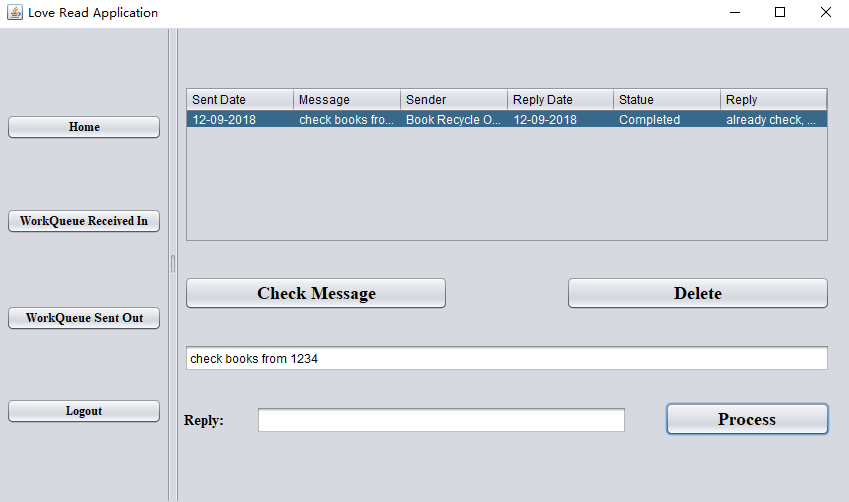 Love Read Application
Home
WorkQueue Received In
WorkQueue Sent Out
Logout
Sent Date Message Sender Reply Date Statue Reply
12-09-2018 check books fro... Book Recycle O... 12-09-2018 Completed already check, ...
Check Message Delete
check books from 1234
Reply: Process